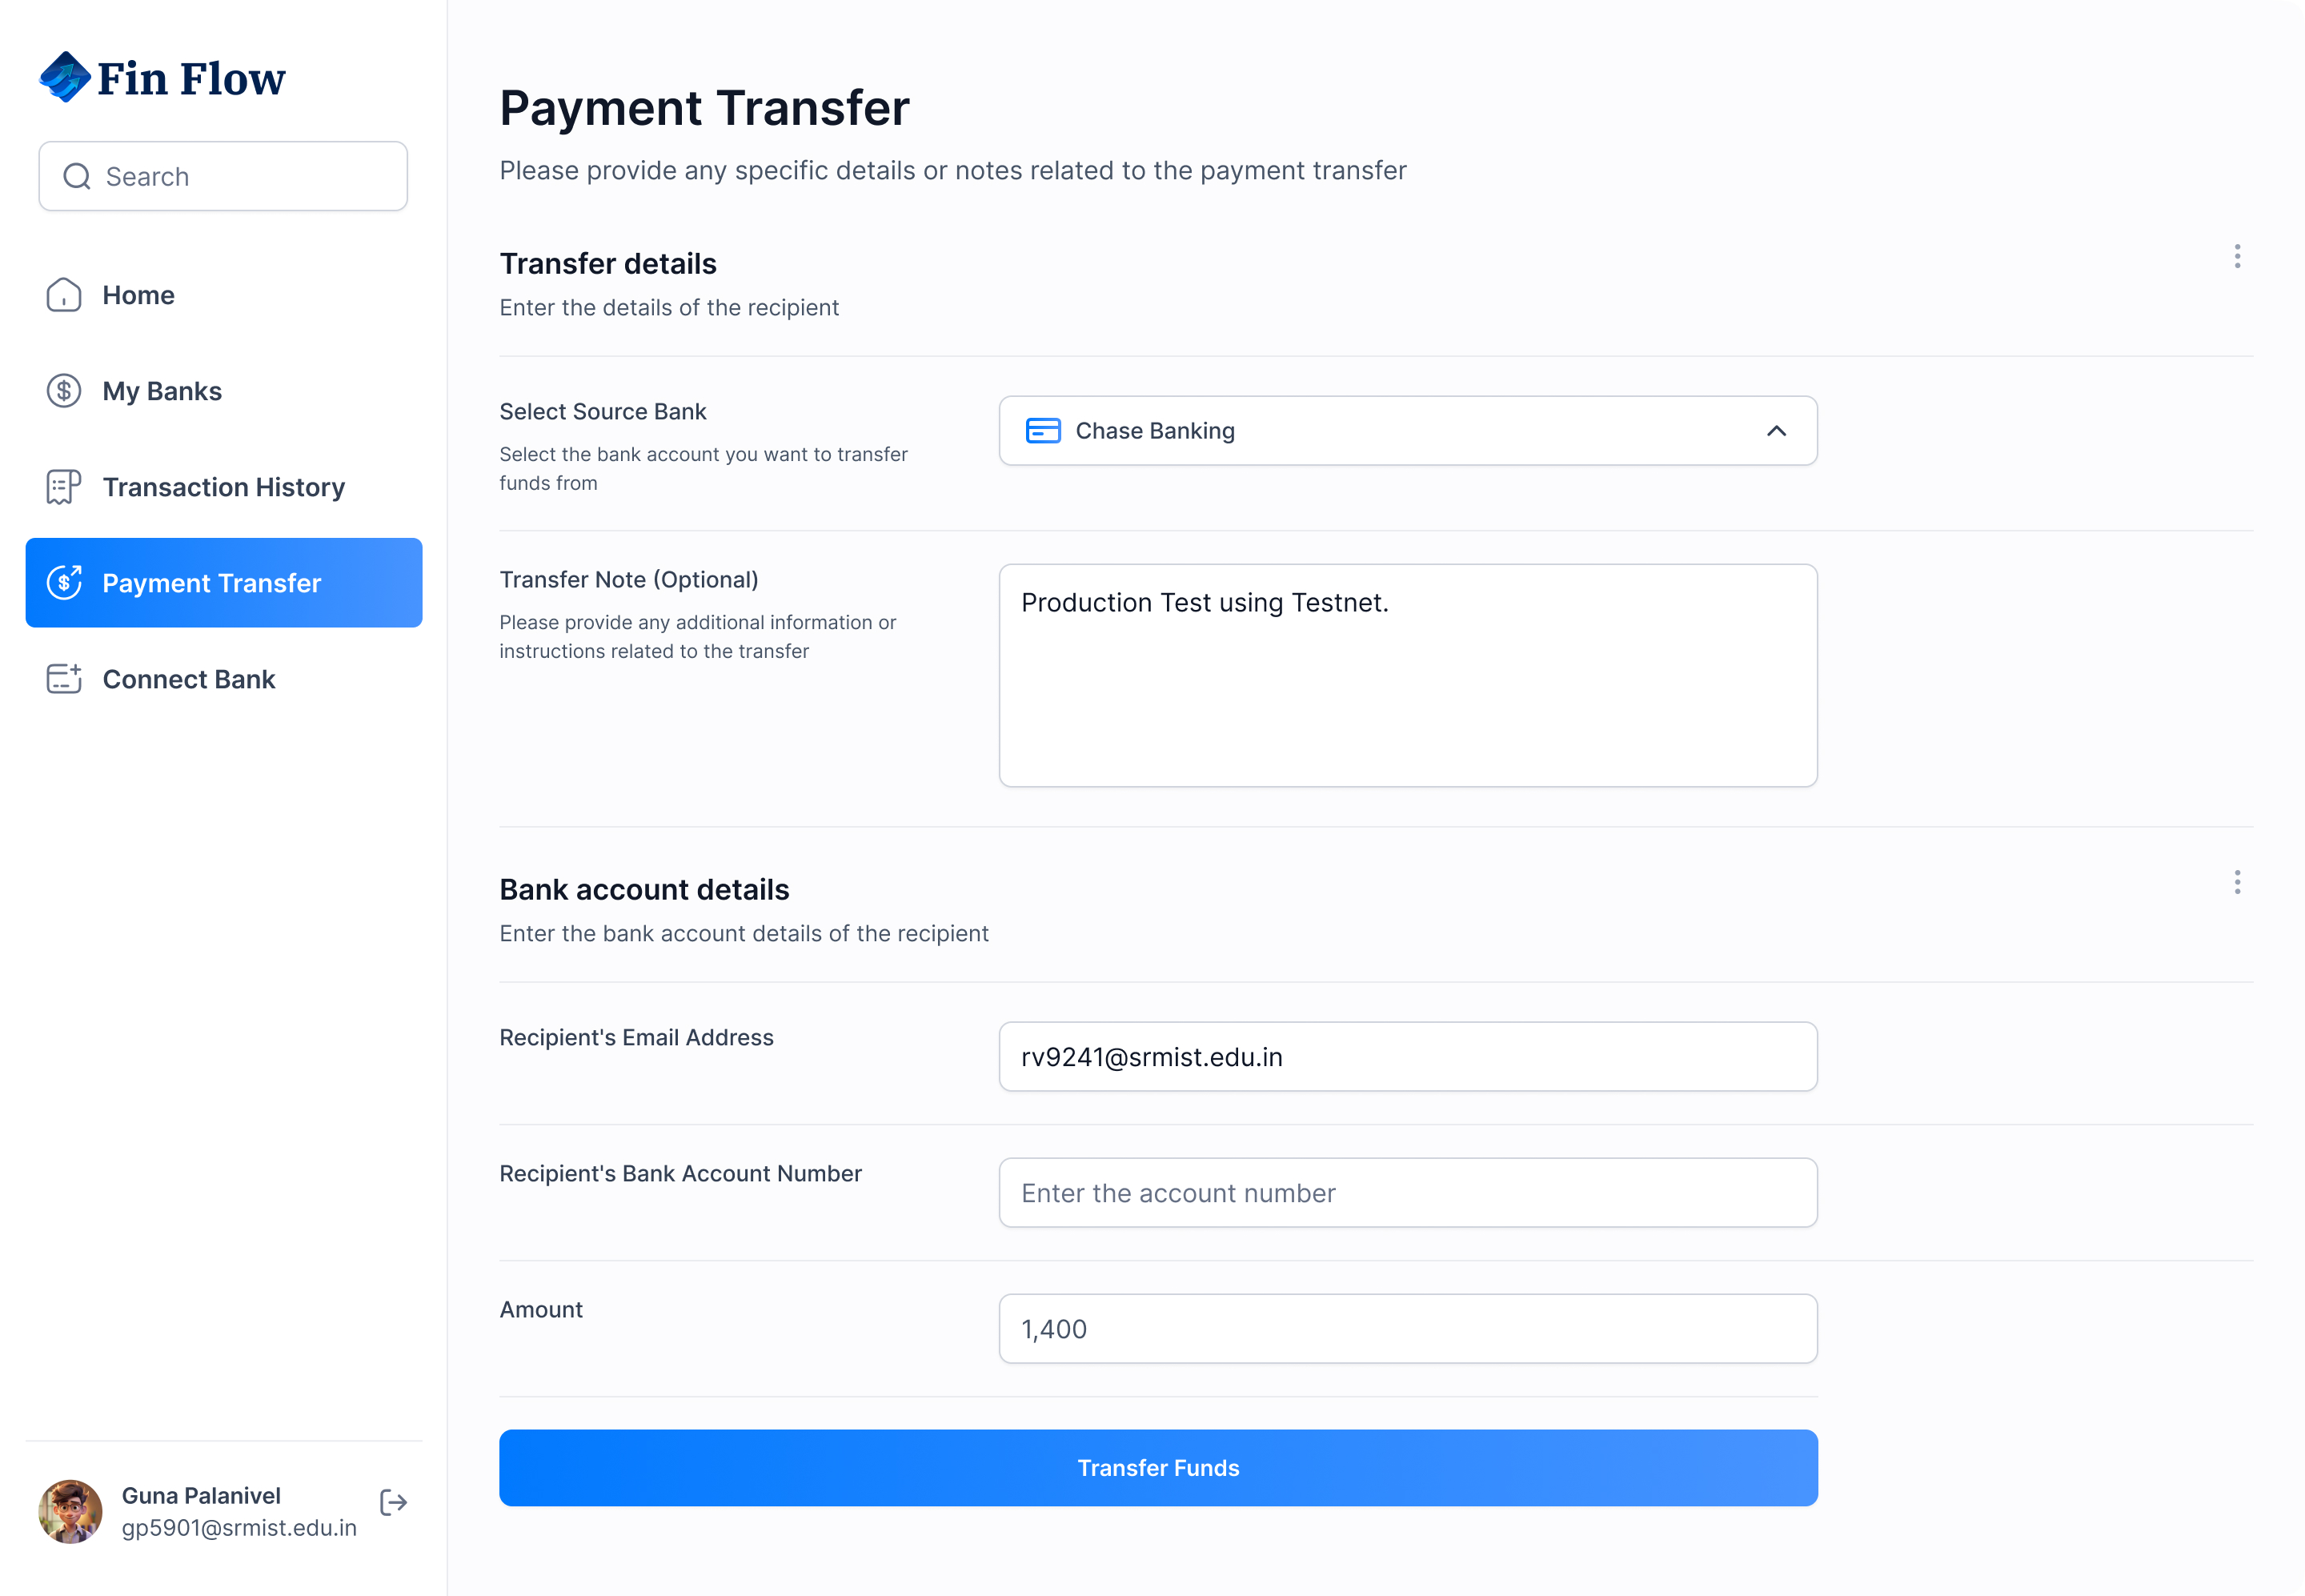 Fin Flow
Search
Home
My Banks
Transaction History
Payment Transfer
Connect Bank
Guna Palanivel
gp5901@srmist.edu.in
Payment Transfer
Please provide any specific details or notes related to the payment transfer
Transfer details
Enter the details of the recipient
Select Source Bank
Select the bank account you want to transfer
funds from
Chase Banking
Transfer Note (Optional)
Please provide any additional information or
instructions related to the transfer
Production Test using Testnet.
Bank account details
Enter the bank account details of the recipient
Recipient's Email Address
rv9241@srmist.edu.in
Recipient's Bank Account Number
Enter the account number
Amount
1,400
Transfer Funds